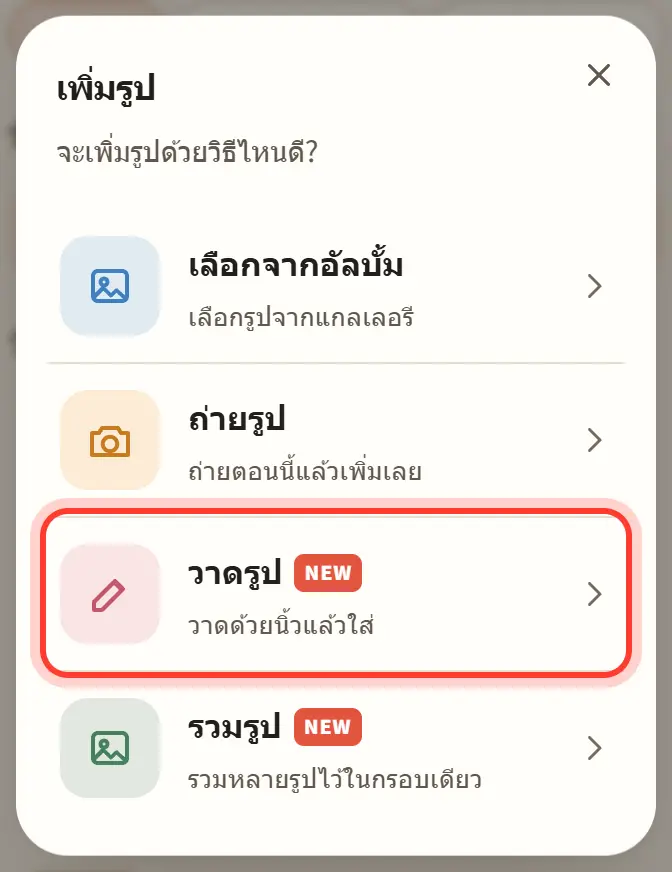 เพิ่มรูป
จะเพิ่มรูปด้วยวิธีไหนดี?
เลือกจากอัลบั้ม
เลือกรูปจากแกลเลอรี
ถ่ายรูป
ถ่ายตอนนี้แล้วเพิ่มเลย
วาดรูป NEW
วาดด้วยนิ้วแล้วใส่
รวมรูป NEW
รวมหลายรูปไว้ในกรอบเดียว